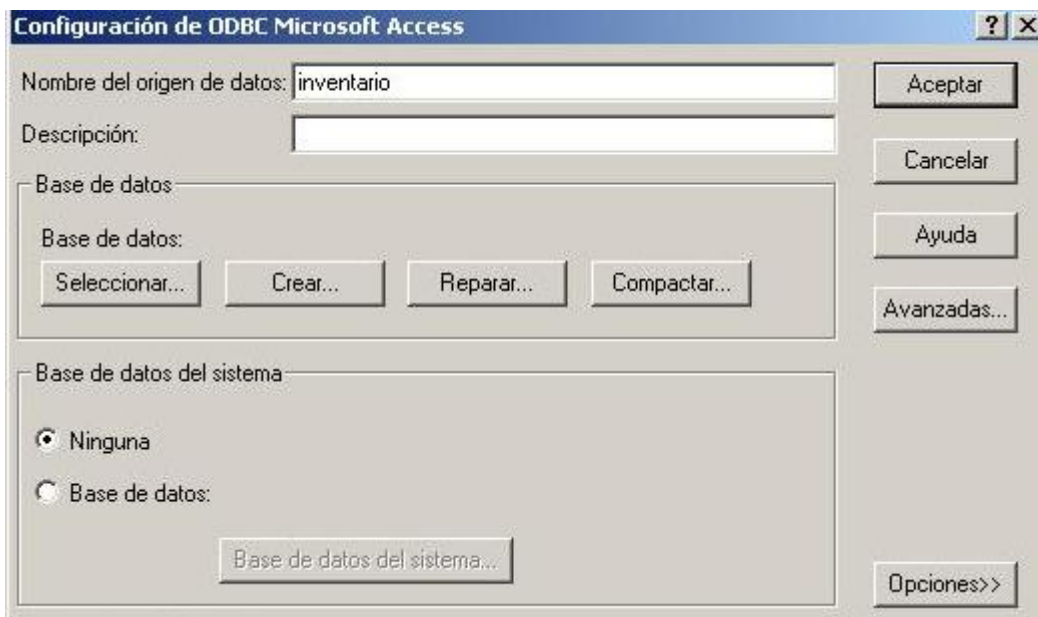 Configuración de ODBC Microsoft Access
Nombre del origen de datos: inventario
Aceptar
Descripción:
Cancelar
Base de datos
Base de datos:
Seleccionar... Crear... Reparar... Compactar...
Ayuda
Avanzadas...
Base de datos del sistema
Ninguna
Base de datos:
Base de datos del sistema...
Opciones>>